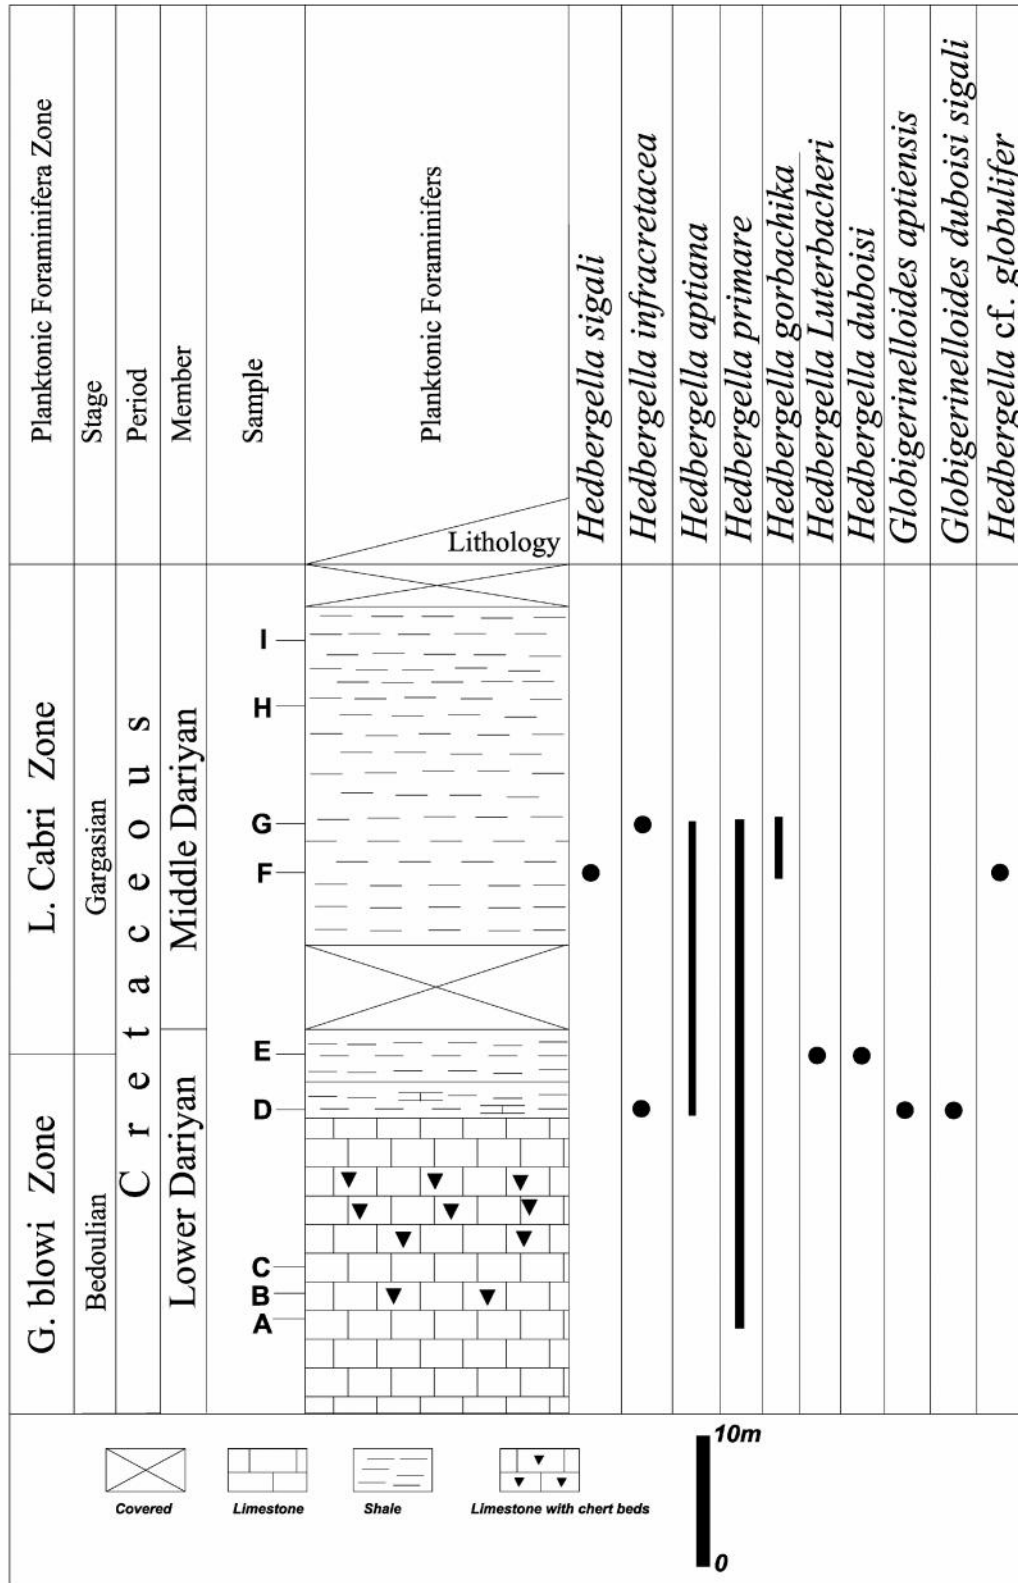 Planktonic Foraminifera Zone
Stage
Period
Member
Sample
Planktonic Foraminifers
Lithology
Hedbergella sigali
Hedbergella infracretacea
Hedbergella aptiana
Hedbergella primare
Hedbergella gorbachika
Hedbergella Luterbacheri
Hedbergella duboisi
Globigerinelloides aptiensis
Globigerinelloides duboisi sigali
Hedbergella cf. globulifer
L. Cabri Zone
G. blowi Zone
Gargasian
Bedoulian
Cretaceous
Middle Dariyan
Lower Dariyan
I
H
G
F
E
D
C
B
A
Covered
Limestone
Shale
Limestone with chert beds
10m
0